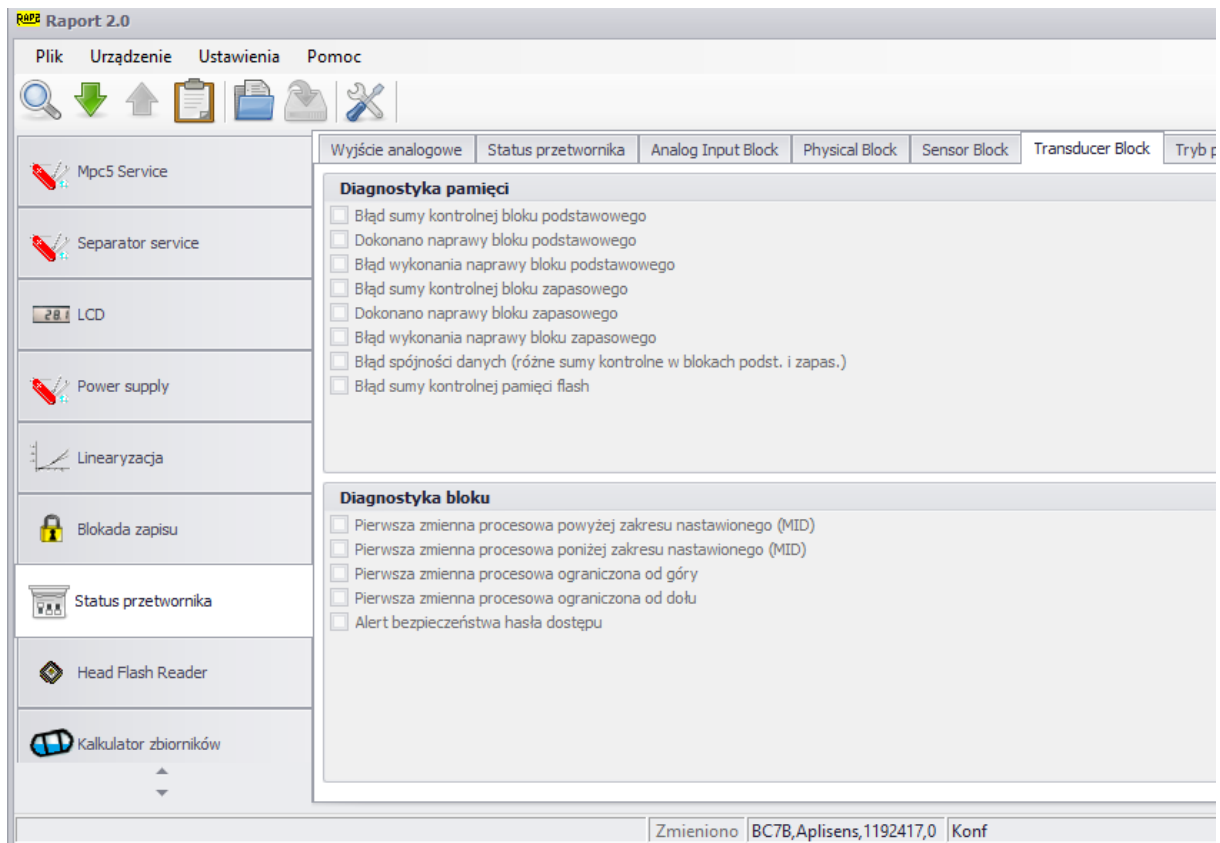 RAP2 Raport 2.0
Plik Urządzenie Ustawienia Pomoc
Mpc5 Service
Separator service
28.1 LCD
Power supply
Linearyzacja
Blokada zapisu
Status przetwornika
Head Flash Reader
Kalkulator zbiorników
Wyjście analogowe Status przetwornika Analog Input Block Physical Block Sensor Block Transducer Block Tryb p
Diagnostyka pamięci
Błąd sumy kontrolnej bloku podstawowego
Dokonano naprawy bloku podstawowego
Błąd wykonania naprawy bloku podstawowego
Błąd sumy kontrolnej bloku zapasowego
Dokonano naprawy bloku zapasowego
Błąd wykonania naprawy bloku zapasowego
Błąd spójności danych (różne sumy kontrolne w blokach podst. i zapas.)
Błąd sumy kontrolnej pamięci flash
Diagnostyka bloku
Pierwsza zmienna procesowa powyżej zakresu nastawionego (MID)
Pierwsza zmienna procesowa poniżej zakresu nastawionego (MID)
Pierwsza zmienna procesowa ograniczona od góry
Pierwsza zmienna procesowa ograniczona od dołu
Alert bezpieczeństwa hasła dostępu
Zmieniono BC7B,Aplisens,1192417,0 Konf